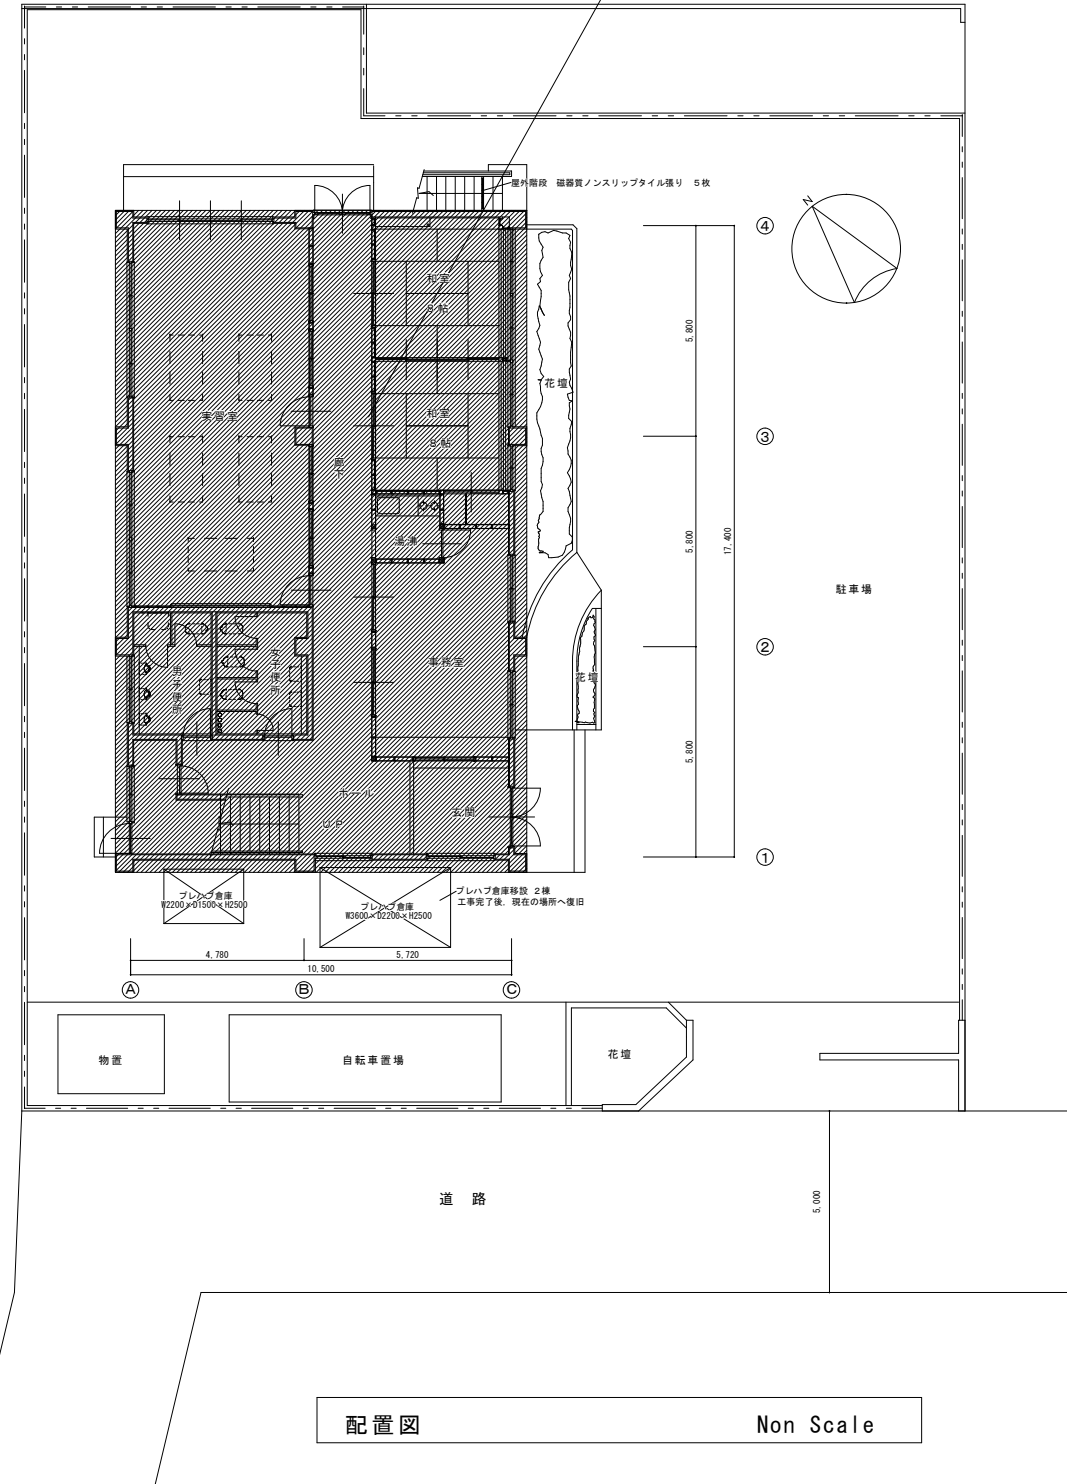 屋外階段 磁器質ノンスリップタイル張り 5枚
N
④
和室
8帖
5,800
花壇
実習室
和室
8帖
③
廊下
湯沸
5,800
17,400
駐車場
②
事務室
男子便所
女子便所
花壇
5,800
ホール
玄関
UP
①
プレハブ倉庫
W2200×D1500×H2500
プレハブ倉庫
W3600×D2200×H2500
プレハブ倉庫移設 2棟
工事完了後、現在の場所へ復旧
4,780
5,720
10,500
Ⓐ
Ⓑ
Ⓒ
物置
自転車置場
花壇
道 路
5,000
配置図
Non Scale